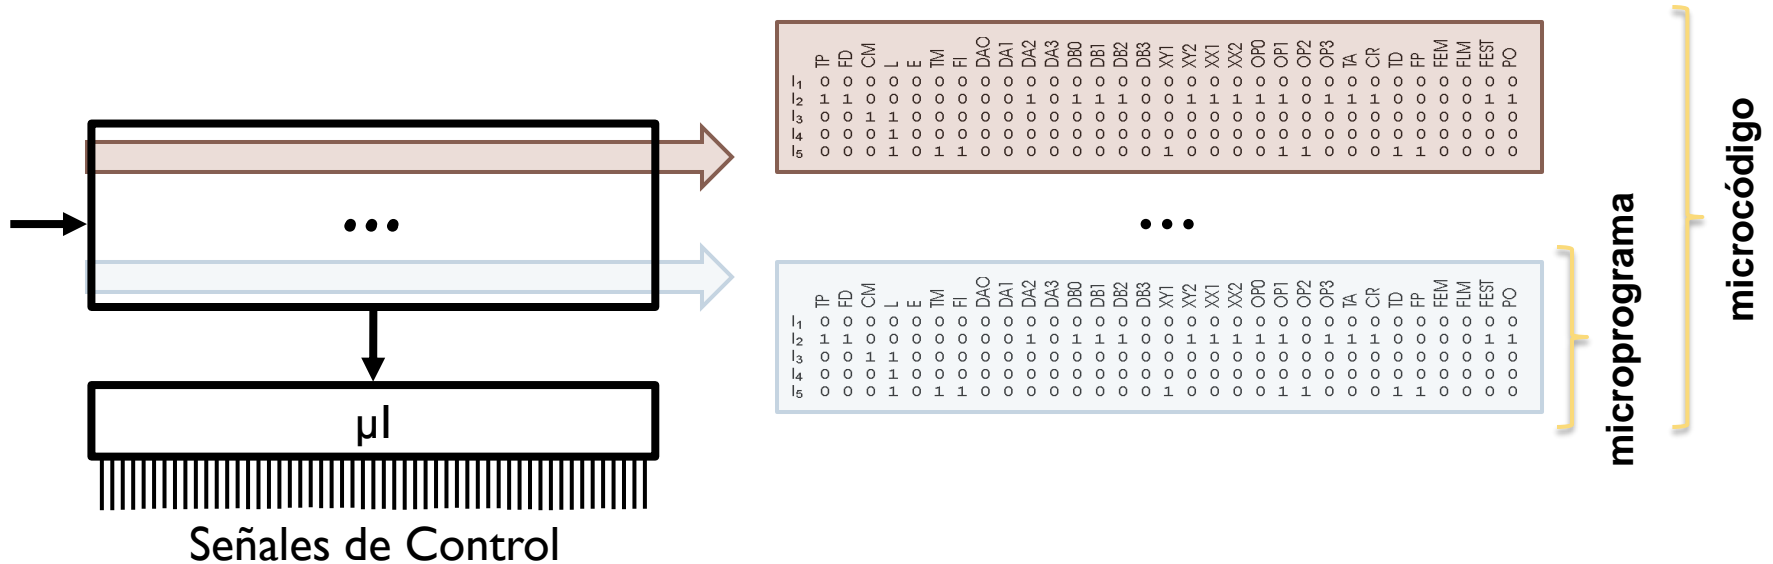 TP FD CM L E TM FI DA0 DA1 DA2 DA3 DB0 DB1 DB2 DB3 XY1 XY2 XX1 XX2 OP0 OP1 OP2 OP3 TA CR TD FP FEM FLM FEST PO
I1 0 0 0 0 0 0 0 0 0 0 0 0 0 0 0 0 0 0 0 0 0 0 0 0 0 0 0 0 0 0 0
I2 1 1 0 0 0 0 0 0 0 1 0 1 1 1 0 0 1 1 1 1 1 0 1 1 1 0 0 0 0 1 1
I3 0 0 1 1 0 0 0 0 0 0 0 0 0 0 0 0 0 0 0 0 0 0 0 0 0 0 0 0 0 0 0
I4 0 0 0 1 0 0 0 0 0 0 0 0 0 0 0 0 0 0 0 0 0 0 0 0 0 0 0 0 0 0 0
I5 0 0 0 1 0 1 1 0 0 0 0 0 0 0 0 1 0 0 0 0 1 1 0 0 0 1 1 0 0 0 0
...
...
TP FD CM L E TM FI DA0 DA1 DA2 DA3 DB0 DB1 DB2 DB3 XY1 XY2 XX1 XX2 OP0 OP1 OP2 OP3 TA CR TD FP FEM FLM FEST PO
I1 0 0 0 0 0 0 0 0 0 0 0 0 0 0 0 0 0 0 0 0 0 0 0 0 0 0 0 0 0 0 0
I2 1 1 0 0 0 0 0 0 0 1 0 1 1 1 0 0 1 1 1 1 1 0 1 1 1 0 0 0 0 1 1
I3 0 0 1 1 0 0 0 0 0 0 0 0 0 0 0 0 0 0 0 0 0 0 0 0 0 0 0 0 0 0 0
I4 0 0 0 1 0 0 0 0 0 0 0 0 0 0 0 0 0 0 0 0 0 0 0 0 0 0 0 0 0 0 0
I5 0 0 0 1 0 1 1 0 0 0 0 0 0 0 0 1 0 0 0 0 1 1 0 0 0 1 1 0 0 0 0
microprograma
microcódigo
µI
Señales de Control